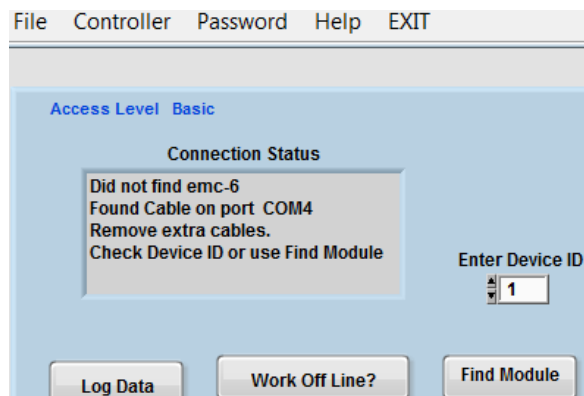 File Controller Password Help EXIT
Access Level Basic
Connection Status
Did not find emc-6
Found Cable on port COM4
Remove extra cables.
Check Device ID or use Find Module
Enter Device ID
1
Log Data
Work Off Line?
Find Module